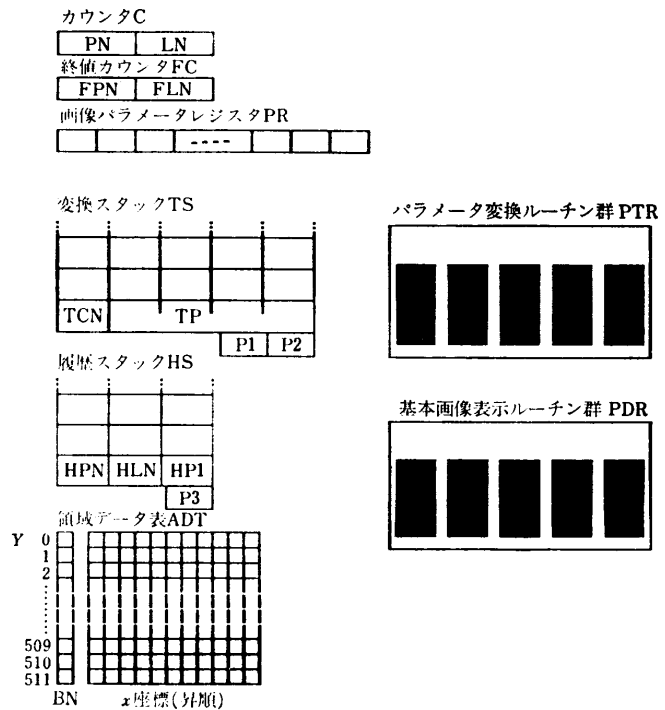 カウンタC
PN LN
終値カウンタFC
FPN FLN
画像パラメータレジスタPR
----
変換スタックTS
TCN TP
P1 P2
履歴スタックHS
HPN HLN HP1
P3
領域データ表ADT
Y 0
1
2
509
510
511
BN x座標(昇順)
パラメータ変換ルーチン群 PTR
基本画像表示ルーチン群 PDR